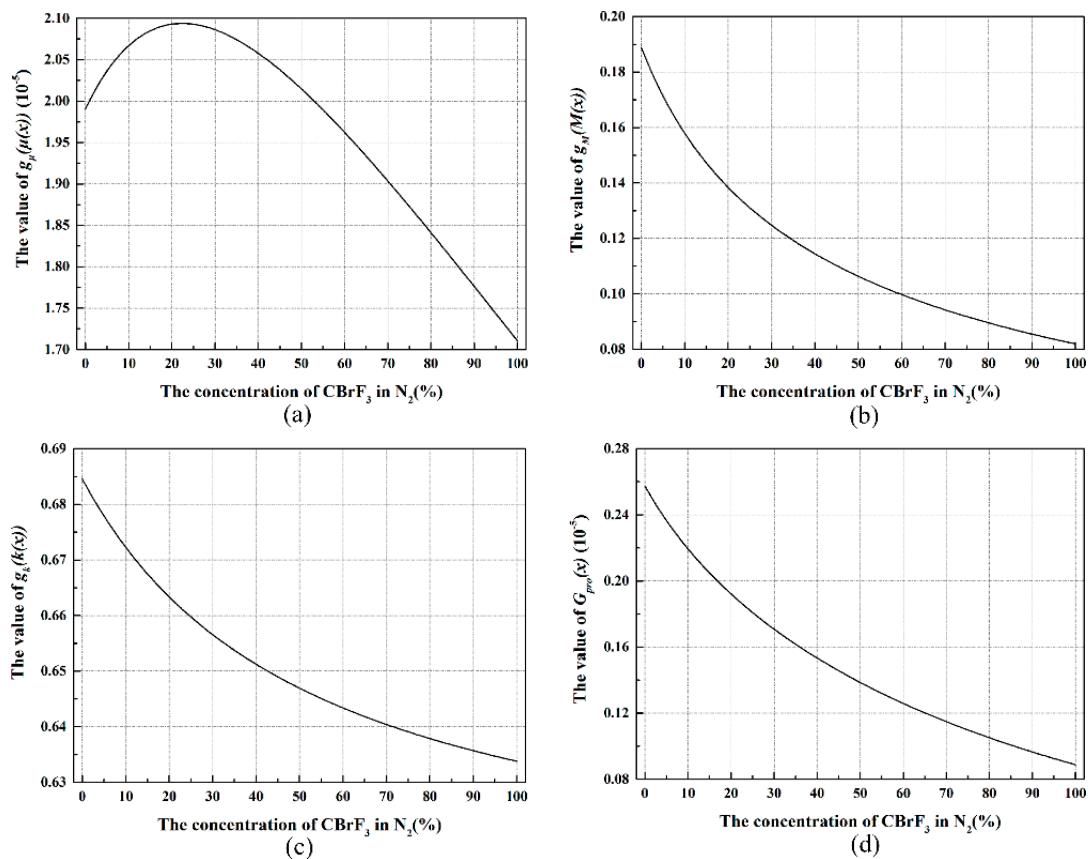 The value of g_μ(μ(x)) (10⁻⁵)
2.10
2.05
2.00
1.95
1.90
1.85
1.80
1.75
1.70
0 10 20 30 40 50 60 70 80 90 100
The concentration of CBrF₃ in N₂(%)
(a)
The value of g_M(M(x))
0.20
0.18
0.16
0.14
0.12
0.10
0.08
0 10 20 30 40 50 60 70 80 90 100
The concentration of CBrF₃ in N₂(%)
(b)
The value of g_k(k(x))
0.69
0.68
0.67
0.66
0.65
0.64
0.63
0 10 20 30 40 50 60 70 80 90 100
The concentration of CBrF₃ in N₂(%)
(c)
The value of G_pro(x) (10⁻⁵)
0.28
0.24
0.20
0.16
0.12
0.08
0 10 20 30 40 50 60 70 80 90 100
The concentration of CBrF₃ in N₂(%)
(d)